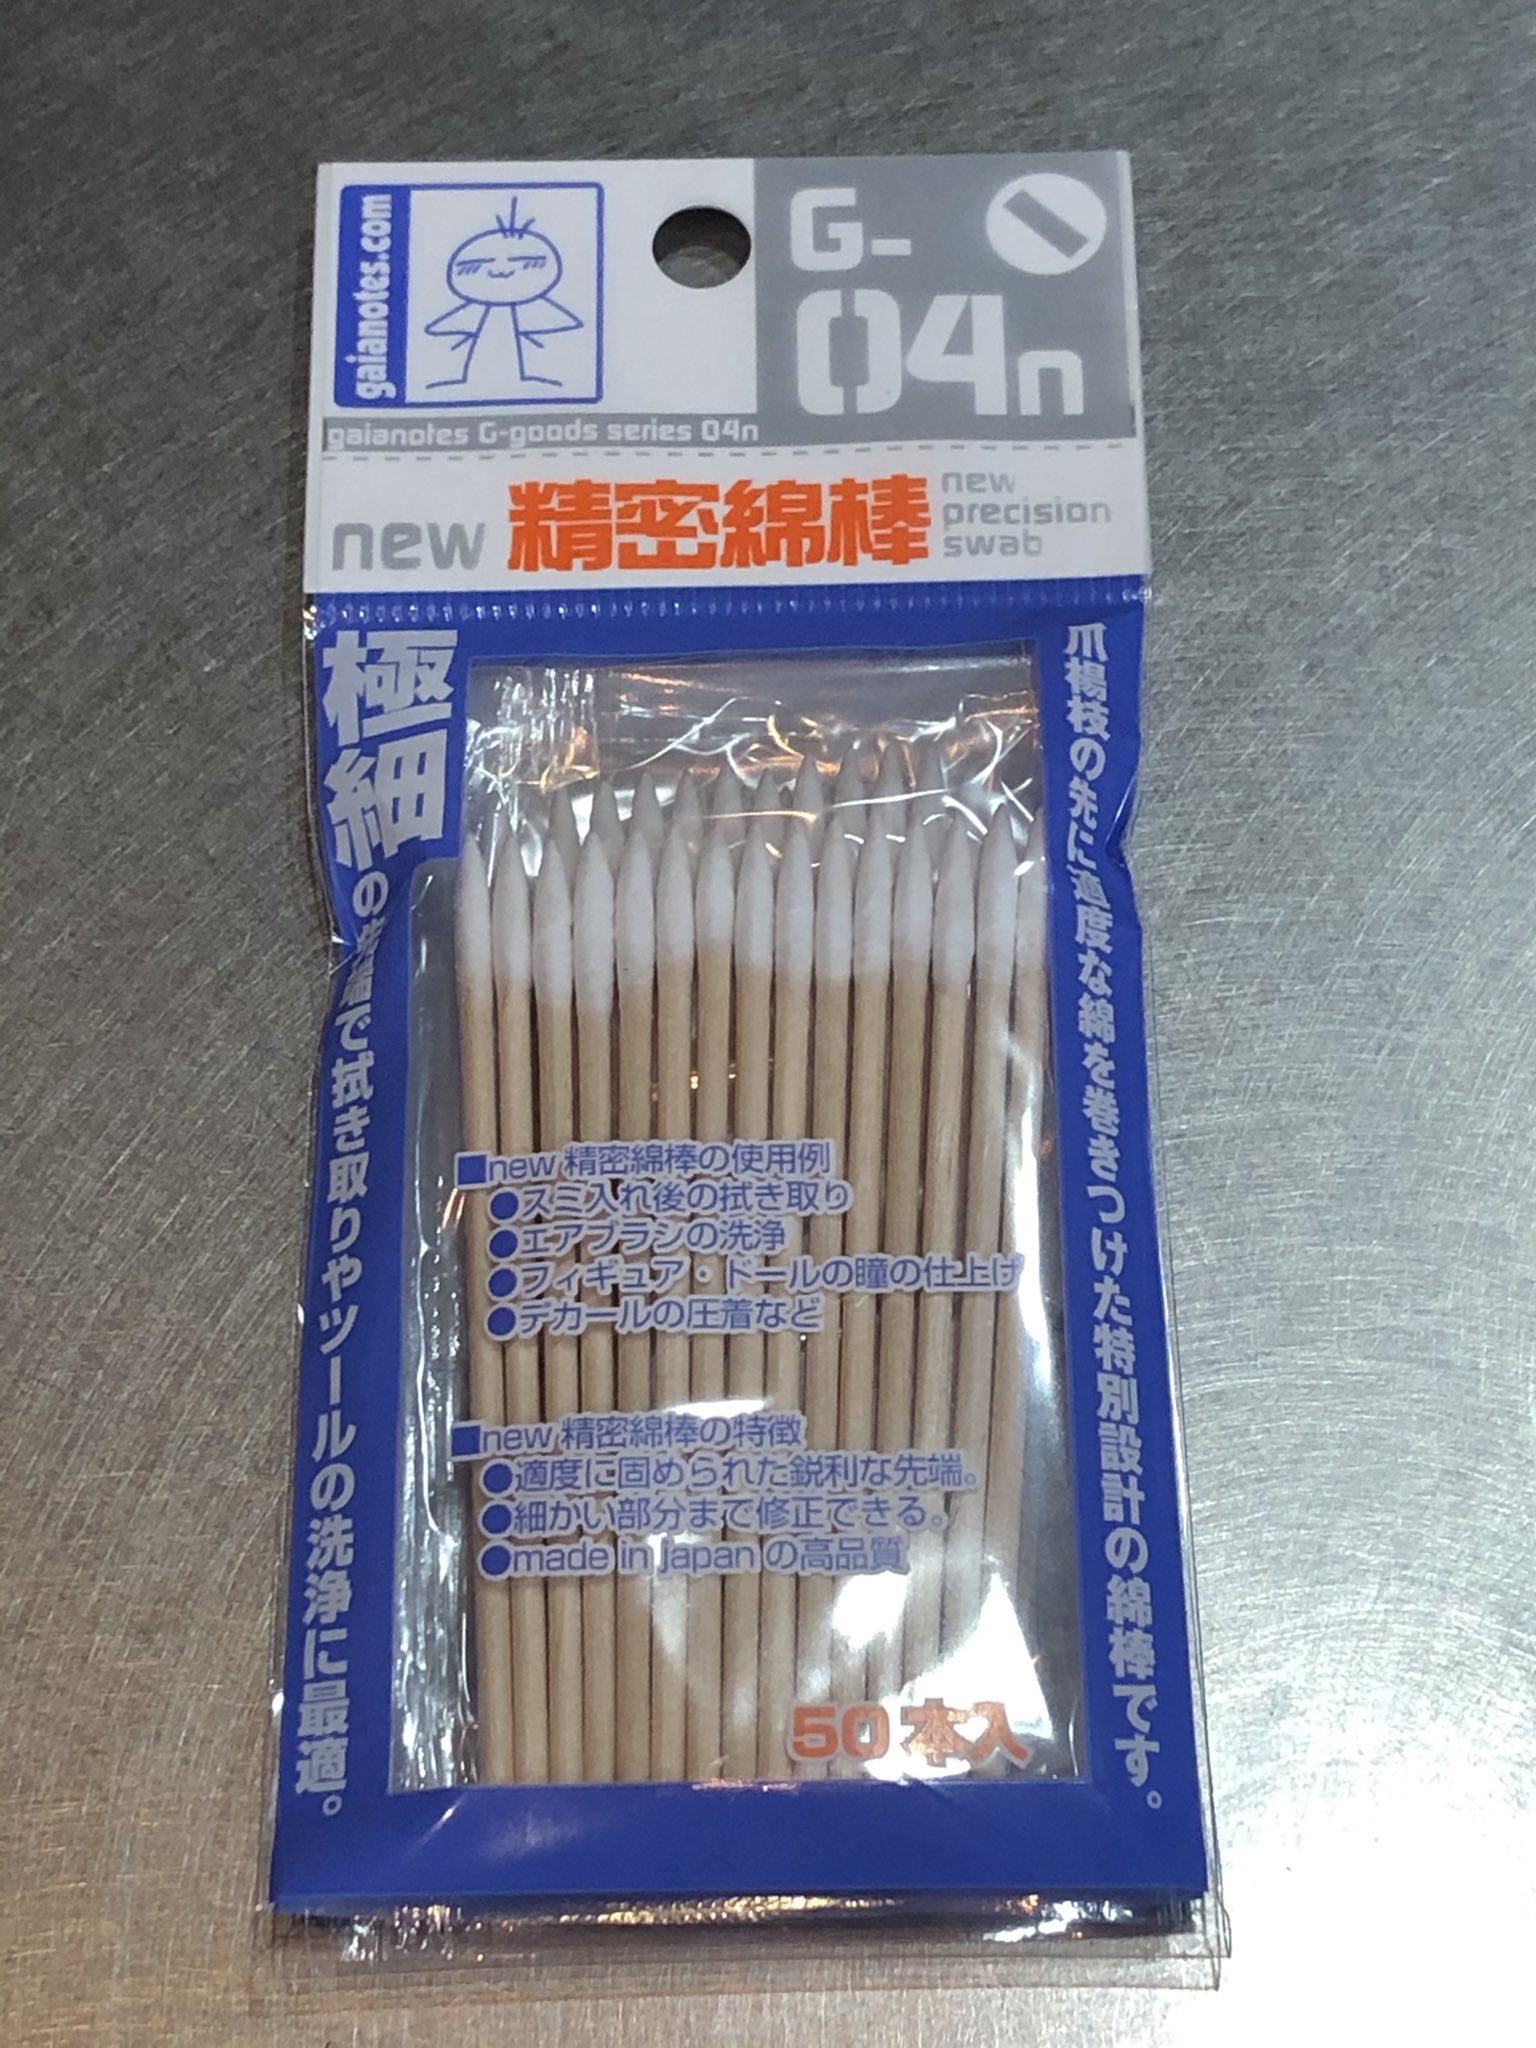 gaianotes.com
G-
04n
gaianotes G-goods series 04n
new 精密綿棒
new
precision
swab
爪楊枝の先に適度な綿を巻きつけた特別設計の綿棒です。
極細の綿で拭き取りやツールの洗浄に最適。
■new 精密綿棒の使用例
●スミ入れ後の拭き取り
●エアブラシの洗浄
●フィギュア・ドールの瞳の仕上げ
●デカールの圧着など
■new 精密綿棒の特徴
●適度に固められた鋭利な先端。
●細かい部分まで修正できる。
●made in japan の高品質
50本入